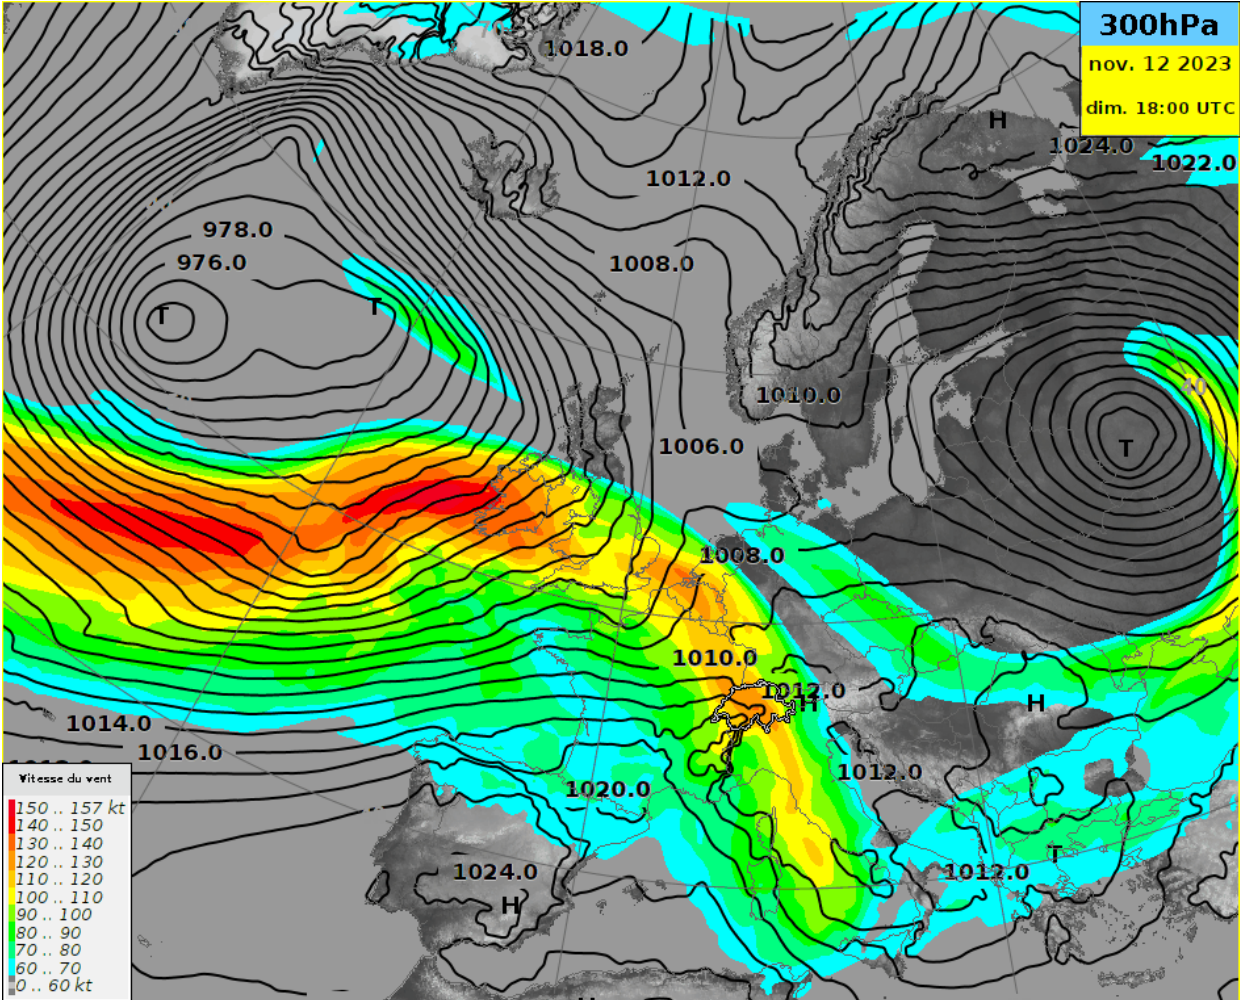 300hPa
nov. 12 2023
dim. 18:00 UTC
1018.0
H
1024.0
1022.0
1012.0
978.0
976.0
1008.0
T
T
1010.0
40
1006.0
T
1008.0
1010.0
1012.0
H
H
1014.0
1016.0
1012.0
1020.0
T
1024.0
1012.0
H
Vitesse du vent
150 .. 157 kt
140 .. 150
130 .. 140
120 .. 130
110 .. 120
100 .. 110
90 .. 100
80 .. 90
70 .. 80
60 .. 70
0 .. 60 kt